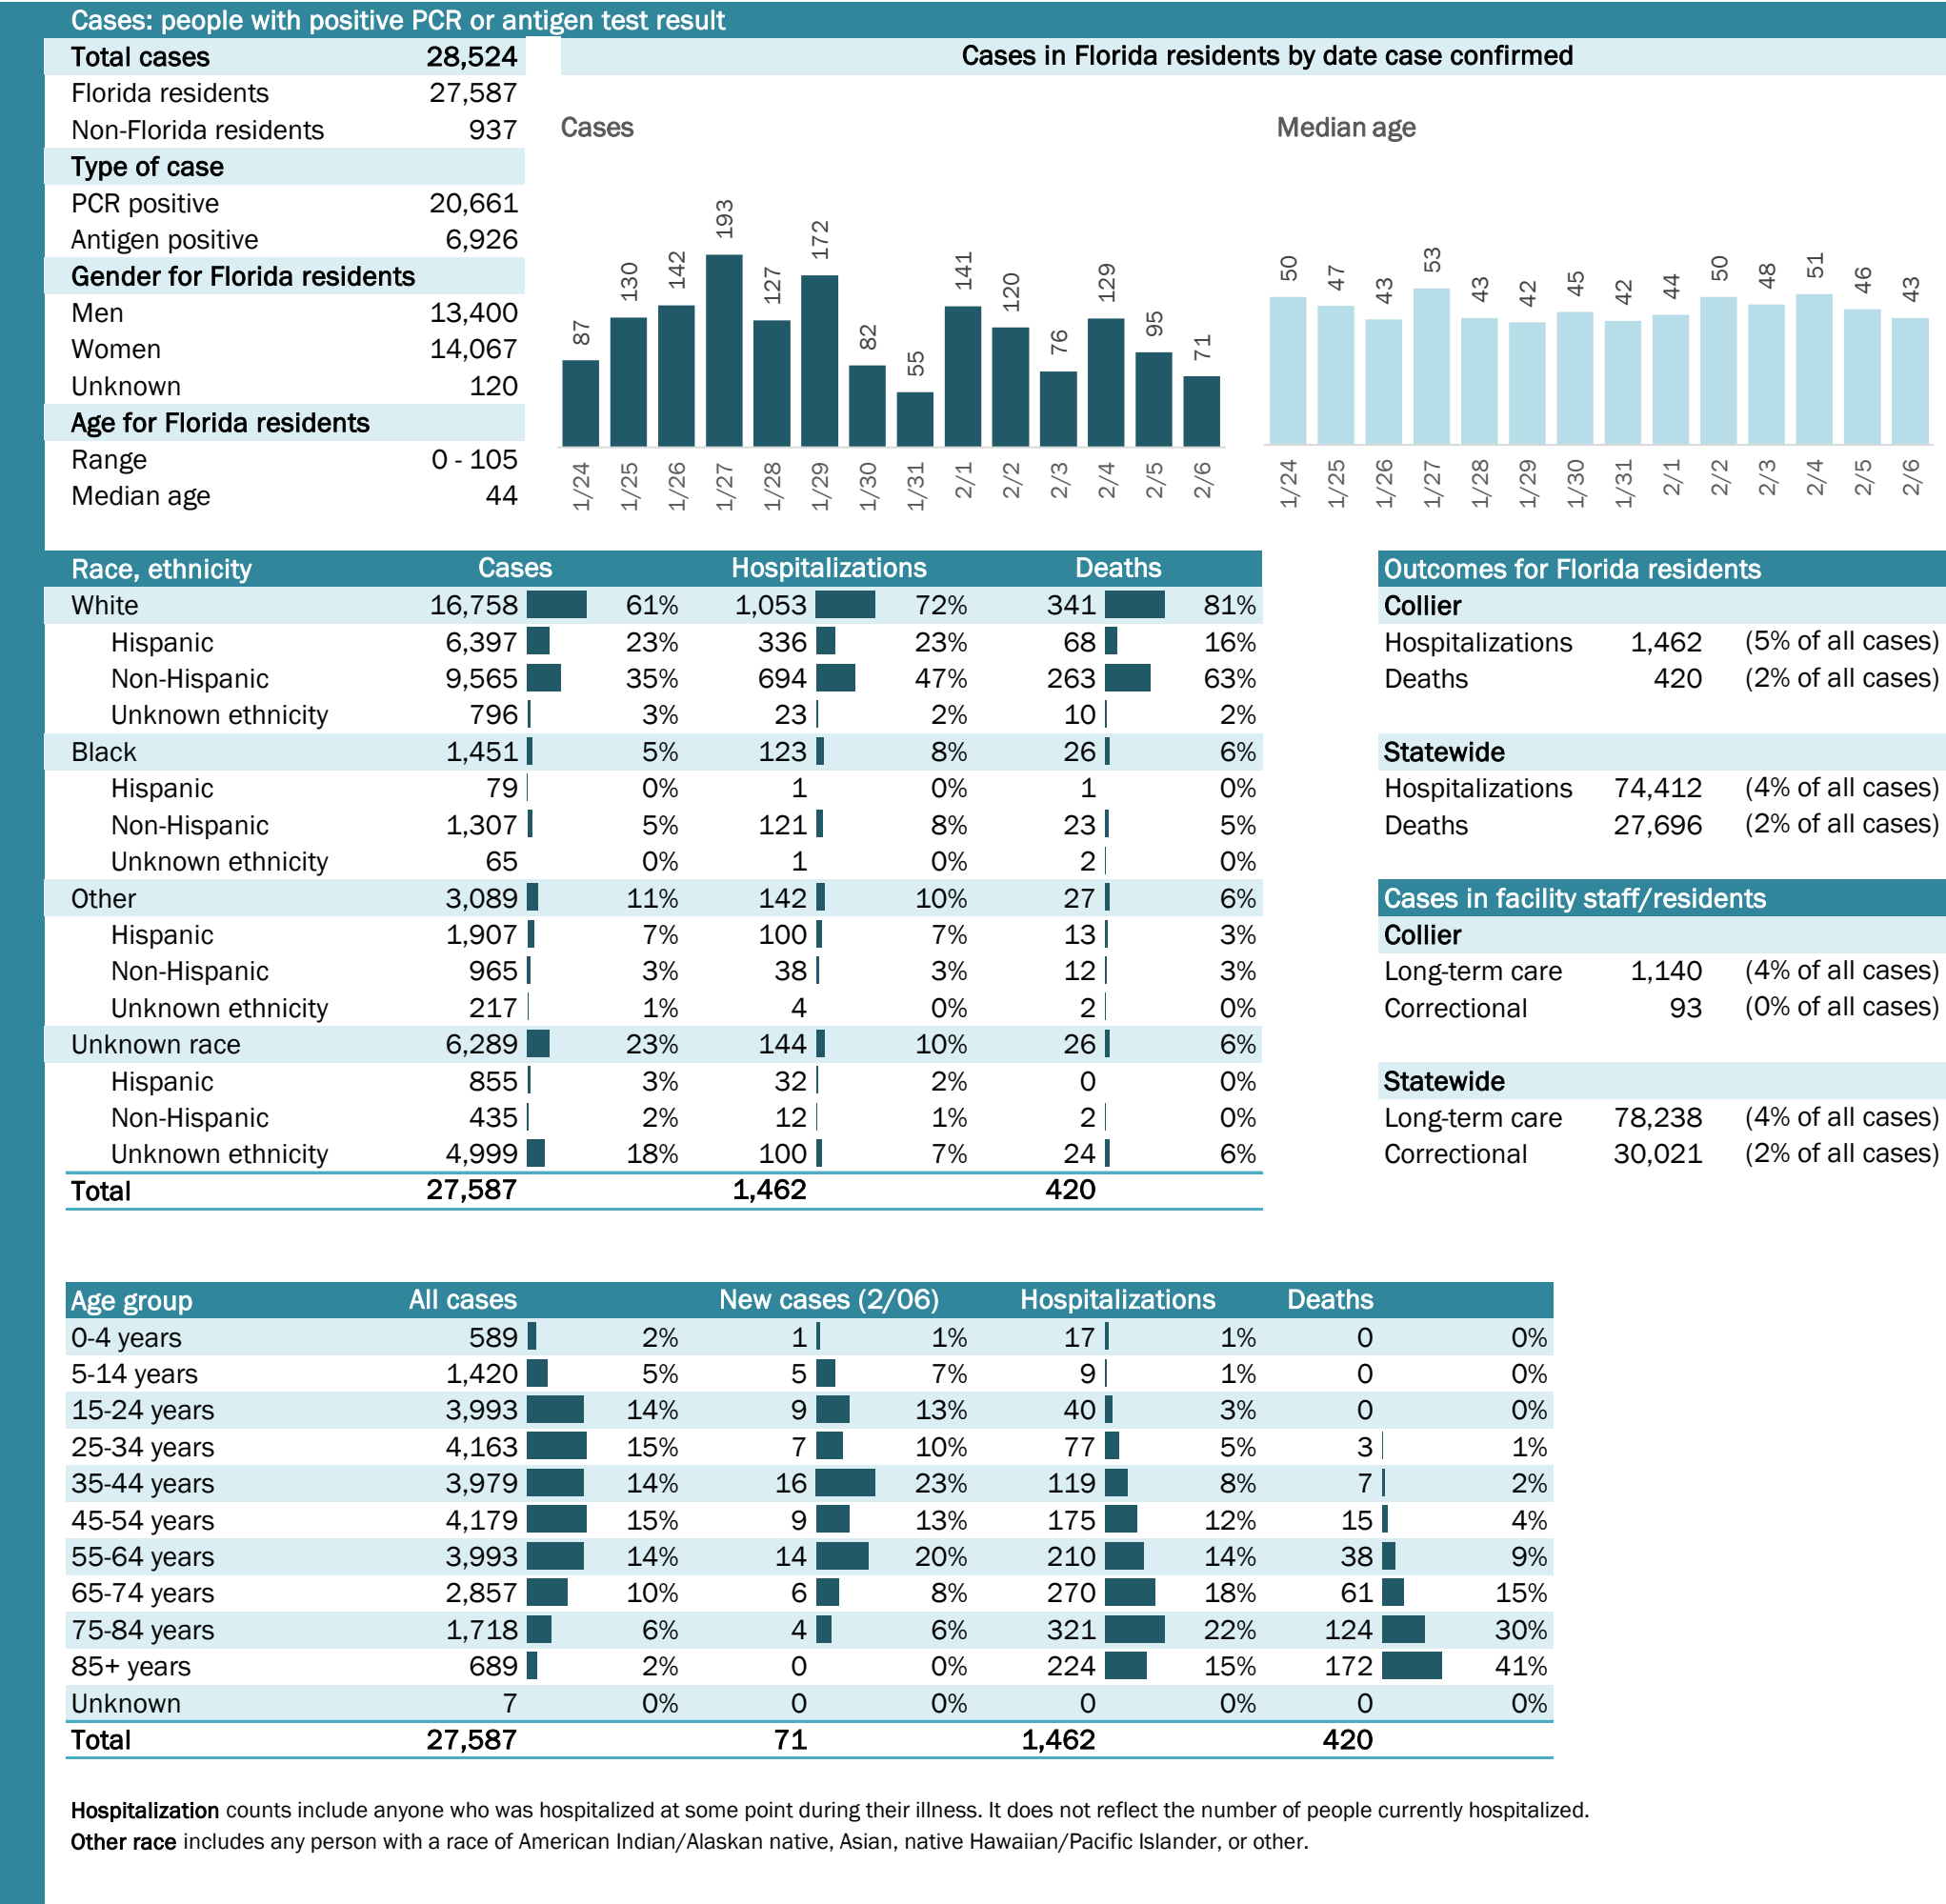 Cases: people with positive PCR or antigen test result
Total cases 28,524
Florida residents 27,587
Non-Florida residents 937
Type of case
PCR positive 20,661
Antigen positive 6,926
Gender for Florida residents
Men 13,400
Women 14,067
Unknown 120
Age for Florida residents
Range 0 - 105
Median age 44
Cases in Florida residents by date case confirmed
Cases
87 130 142 193 127 172 82 55 141 120 76 129 95 71
1/24 1/25 1/26 1/27 1/28 1/29 1/30 1/31 2/1 2/2 2/3 2/4 2/5 2/6
Median age
50 47 43 53 43 42 45 42 44 50 48 51 46 43
1/24 1/25 1/26 1/27 1/28 1/29 1/30 1/31 2/1 2/2 2/3 2/4 2/5 2/6
Race, ethnicity Cases Hospitalizations Deaths
White 16,758 61% 1,053 72% 341 81%
Hispanic 6,397 23% 336 23% 68 16%
Non-Hispanic 9,565 35% 694 47% 263 63%
Unknown ethnicity 796 3% 23 2% 10 2%
Black 1,451 5% 123 8% 26 6%
Hispanic 79 0% 1 0% 1 0%
Non-Hispanic 1,307 5% 121 8% 23 5%
Unknown ethnicity 65 0% 1 0% 2 0%
Other 3,089 11% 142 10% 27 6%
Hispanic 1,907 7% 100 7% 13 3%
Non-Hispanic 965 3% 38 3% 12 3%
Unknown ethnicity 217 1% 4 0% 2 0%
Unknown race 6,289 23% 144 10% 26 6%
Hispanic 855 3% 32 2% 0 0%
Non-Hispanic 435 2% 12 1% 2 0%
Unknown ethnicity 4,999 18% 100 7% 24 6%
Total 27,587 1,462 420
Outcomes for Florida residents
Collier
Hospitalizations 1,462 (5% of all cases)
Deaths 420 (2% of all cases)
Statewide
Hospitalizations 74,412 (4% of all cases)
Deaths 27,696 (2% of all cases)
Cases in facility staff/residents
Collier
Long-term care 1,140 (4% of all cases)
Correctional 93 (0% of all cases)
Statewide
Long-term care 78,238 (4% of all cases)
Correctional 30,021 (2% of all cases)
Age group All cases New cases (2/06) Hospitalizations Deaths
0-4 years 589 2% 1 1% 17 1% 0 0%
5-14 years 1,420 5% 5 7% 9 1% 0 0%
15-24 years 3,993 14% 9 13% 40 3% 0 0%
25-34 years 4,163 15% 7 10% 77 5% 3 1%
35-44 years 3,979 14% 16 23% 119 8% 7 2%
45-54 years 4,179 15% 9 13% 175 12% 15 4%
55-64 years 3,993 14% 14 20% 210 14% 38 9%
65-74 years 2,857 10% 6 8% 270 18% 61 15%
75-84 years 1,718 6% 4 6% 321 22% 124 30%
85+ years 689 2% 0 0% 224 15% 172 41%
Unknown 7 0% 0 0% 0 0% 0 0%
Total 27,587 71 1,462 420
Hospitalization counts include anyone who was hospitalized at some point during their illness. It does not reflect the number of people currently hospitalized.
Other race includes any person with a race of American Indian/Alaskan native, Asian, native Hawaiian/Pacific Islander, or other.